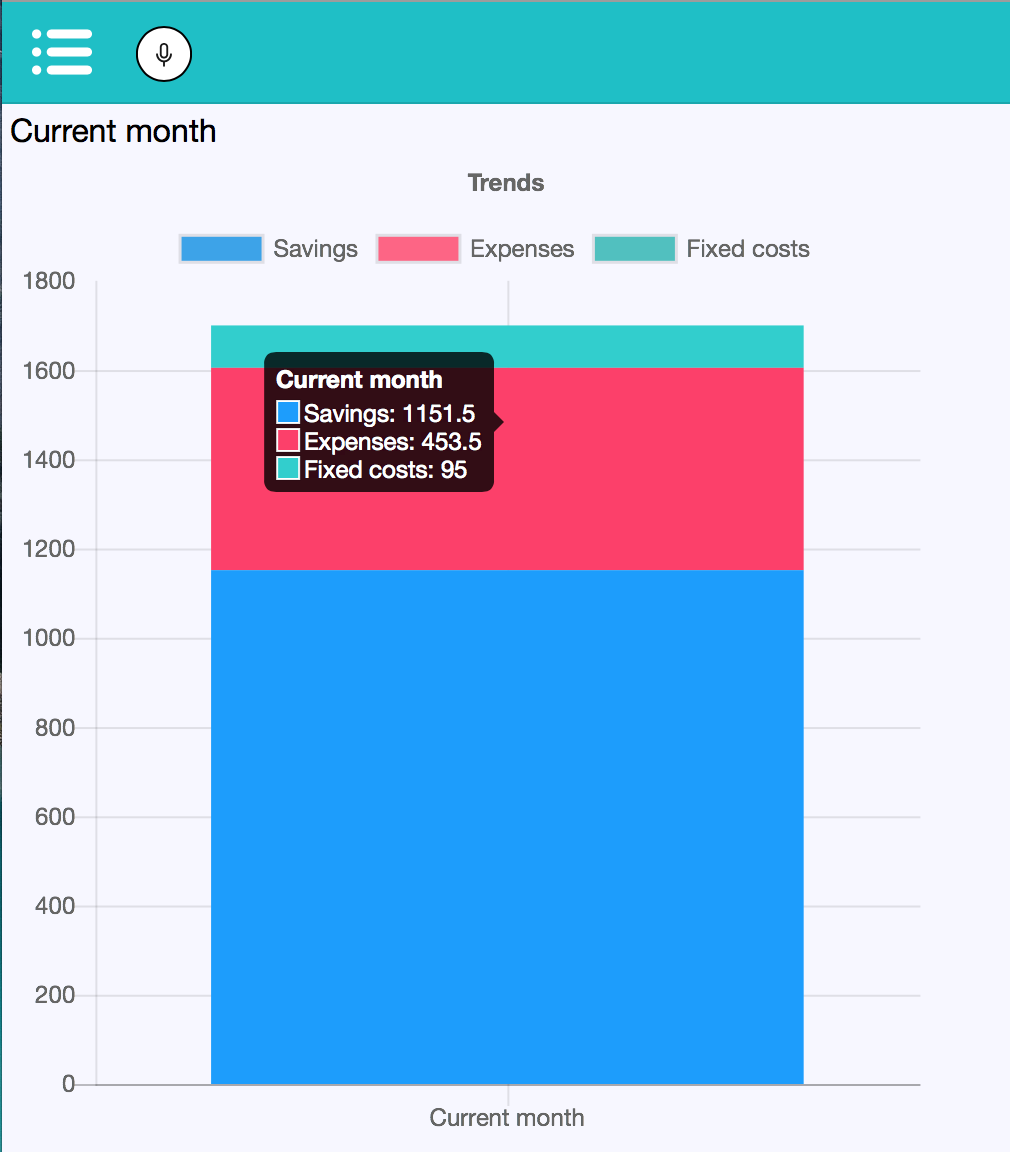 Current month
Trends
Savings Expenses Fixed costs
1800
1600
Current month
Savings: 1151.5
Expenses: 453.5
Fixed costs: 95
1400
1200
1000
800
600
400
200
0
Current month